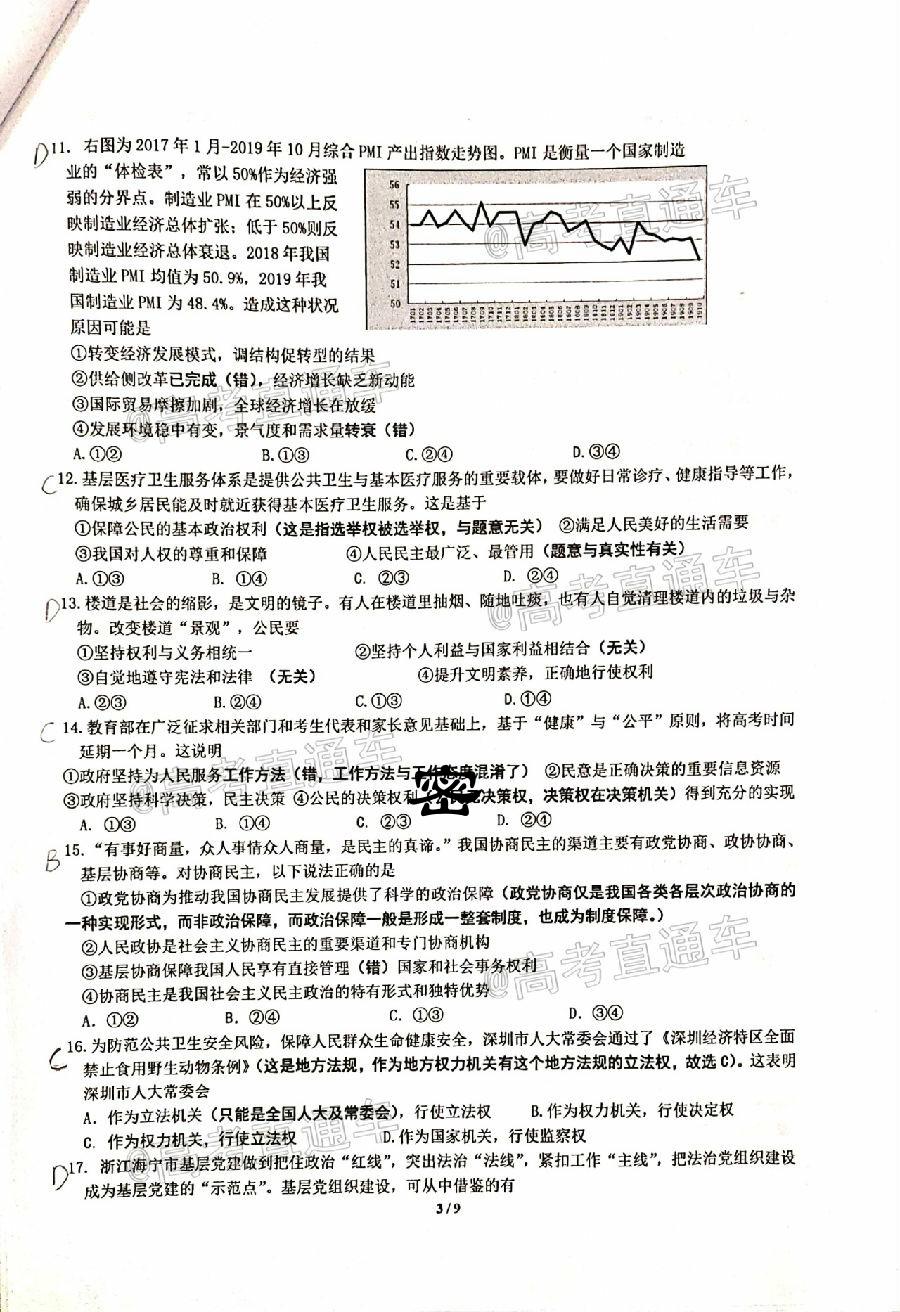 D 11. 右图为 2017 年 1 月-2019 年 10 月综合 PMI 产出指数走势图。PMI 是衡量一个国家制造
业的“体检表”，常以 50%作为经济强
弱的分界点。制造业 PMI 在 50%以上反
映制造业经济总体扩张；低于 50%则反
映制造业经济总体衰退。2018 年我国
制造业 PMI 均值为 50.9%，2019 年我
国制造业 PMI 为 48.4%。造成这种状况
原因可能是
56
55
54
53
52
51
50
①转变经济发展模式，调结构促转型的结果
②供给侧改革已完成（错），经济增长缺乏新动能
③国际贸易摩擦加剧，全球经济增长在放缓
④发展环境稳中有变，景气度和需求量转衰（错）
A.①② B.①③ C.②④ D.③④
C 12. 基层医疗卫生服务体系是提供公共卫生与基本医疗服务的重要载体，要做好日常诊疗、健康指导等工作，
确保城乡居民能及时就近获得基本医疗卫生服务。这是基于
①保障公民的基本政治权利（这是指选举权被选举权，与题意无关） ②满足人民美好的生活需要
③我国对人权的尊重和保障 ④人民民主最广泛、最管用（题意与真实性有关）
A.①③ B. ①④ C. ②③ D. ②④
D 13. 楼道是社会的缩影，是文明的镜子。有人在楼道里抽烟、随地吐痰，也有人自觉清理楼道内的垃圾与杂
物。改变楼道“景观”，公民要
①坚持权利与义务相统一 ②坚持个人利益与国家利益相结合（无关）
③自觉地遵守宪法和法律 （无关） ④提升文明素养，正确地行使权利
A.②③ B.②④ C.①③ D.①④
C 14. 教育部在广泛征求相关部门和考生代表和家长意见基础上，基于“健康”与“公平”原则，将高考时间
延期一个月。这说明
①政府坚持为人民服务工作方法（错，工作方法与工作态度混淆了） ②民意是正确决策的重要信息资源
③政府坚持科学决策，民主决策 ④公民的决策权利 密 决策权，决策权在决策机关）得到充分的实现
A. ①③ B. ①④ C. ②③ D. ②④
B 15. “有事好商量，众人事情众人商量，是民主的真谛。”我国协商民主的渠道主要有政党协商、政协协商、
基层协商等。对协商民主，以下说法正确的是
①政党协商为推动我国协商民主发展提供了科学的政治保障（政党协商仅是我国各类各层次政治协商的
一种实现形式，而非政治保障，而政治保障一般是形成一整套制度，也成为制度保障。）
②人民政协是社会主义协商民主的重要渠道和专门协商机构
③基层协商保障我国人民享有直接管理（错）国家和社会事务权利
④协商民主是我国社会主义民主政治的特有形式和独特优势
A. ①② B. ②④ C. ①③ D. ③④
C 16. 为防范公共卫生安全风险，保障人民群众生命健康安全，深圳市人大常委会通过了《深圳经济特区全面
禁止食用野生动物条例》（这是地方法规，作为地方权力机关有这个地方法规的立法权，故选 C）。这表明
深圳市人大常委会
A. 作为立法机关（只能是全国人大及常委会），行使立法权 B. 作为权力机关，行使决定权
C. 作为权力机关，行使立法权 D. 作为国家机关，行使监察权
D 17. 浙江海宁市基层党建做到把住政治“红线”，突出法治“法线”，紧扣工作“主线”，把法治党组织建设
成为基层党建的“示范点”。基层党组织建设，可从中借鉴的有
3/9
@高考直通车
@高考直通车
@高考直通车
@高考直通车
@高考直通车
@高考直通车